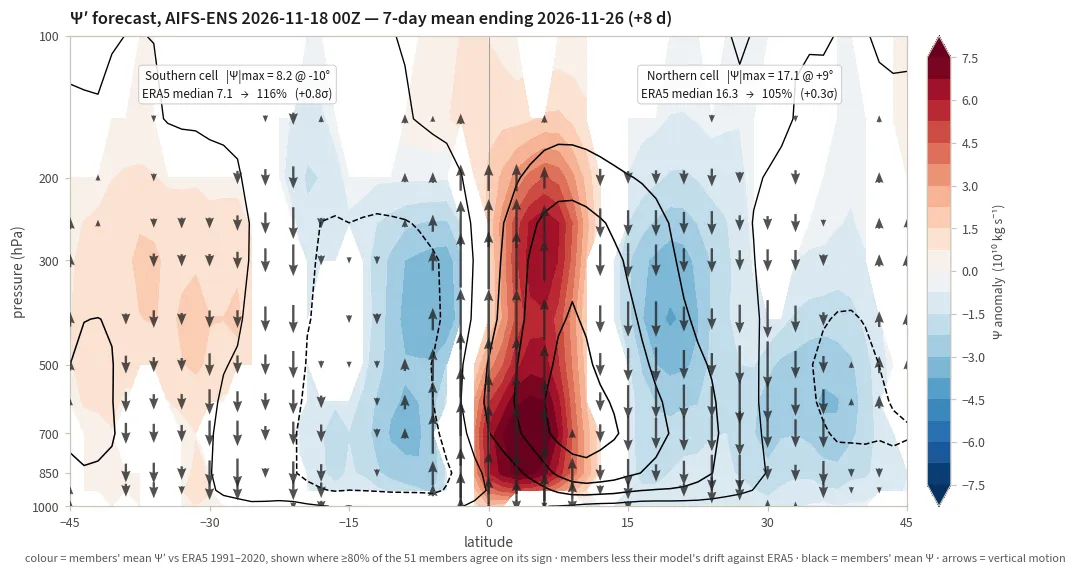 Ψ′ forecast, AIFS-ENS 2026-11-18 00Z — 7-day mean ending 2026-11-26 (+8 d)
Southern cell |Ψ|max = 8.2 @ -10°
ERA5 median 7.1 → 116% (+0.8σ)
Northern cell |Ψ|max = 17.1 @ +9°
ERA5 median 16.3 → 105% (+0.3σ)
100
200
300
400
500
700
850
1000
pressure (hPa)
−45
−30
−15
0
15
30
45
latitude
7.5
6.0
4.5
3.0
1.5
0.0
−1.5
−3.0
−4.5
−6.0
−7.5
Ψ anomaly (10¹⁰ kg s⁻¹)
colour = members' mean Ψ′ vs ERA5 1991–2020, shown where ≥80% of the 51 members agree on its sign · members less their model's drift against ERA5 · black = members' mean Ψ · arrows = vertical motion